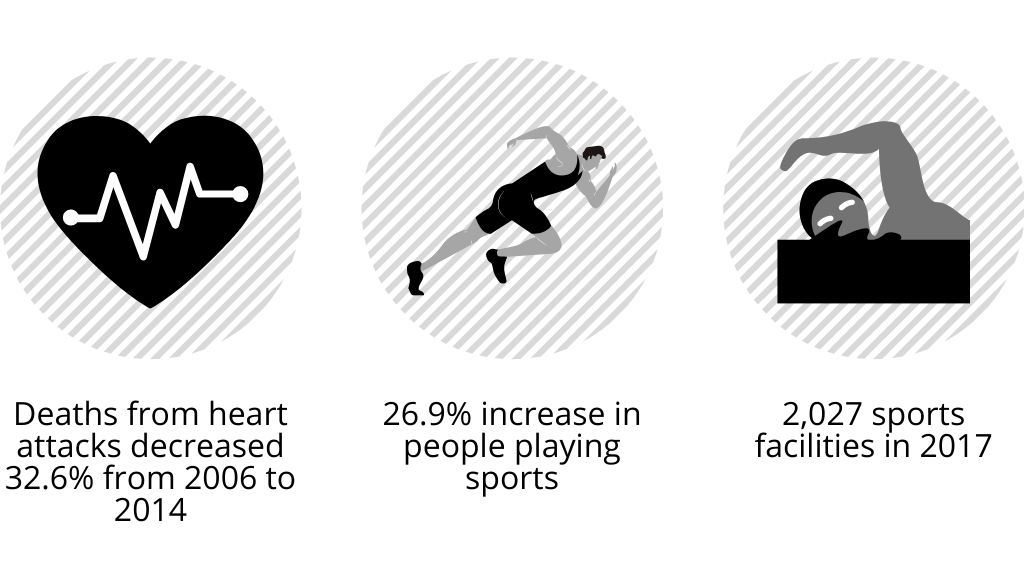 Deaths from heart
attacks decreased
32.6% from 2006 to
2014
26.9% increase in
people playing
sports
2,027 sports
facilities in 2017